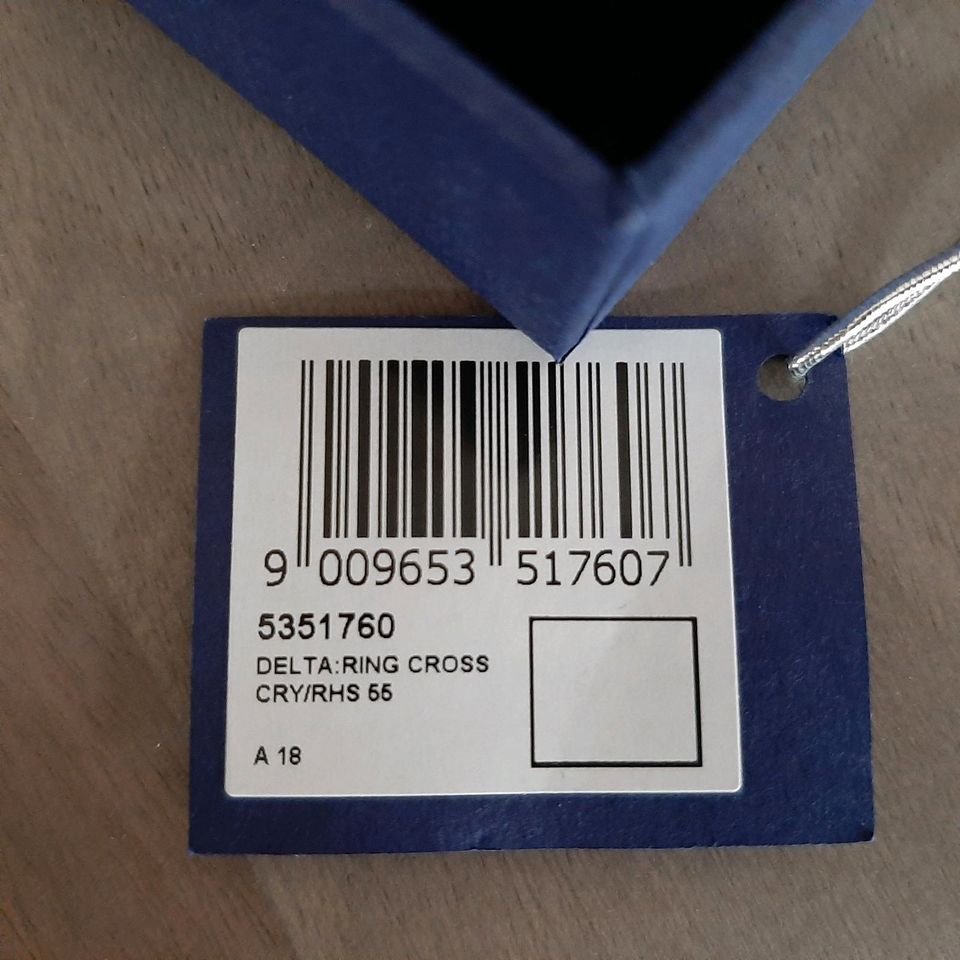 9 009653 517607
5351760
DELTA:RING CROSS
CRY/RHS 55
A 18